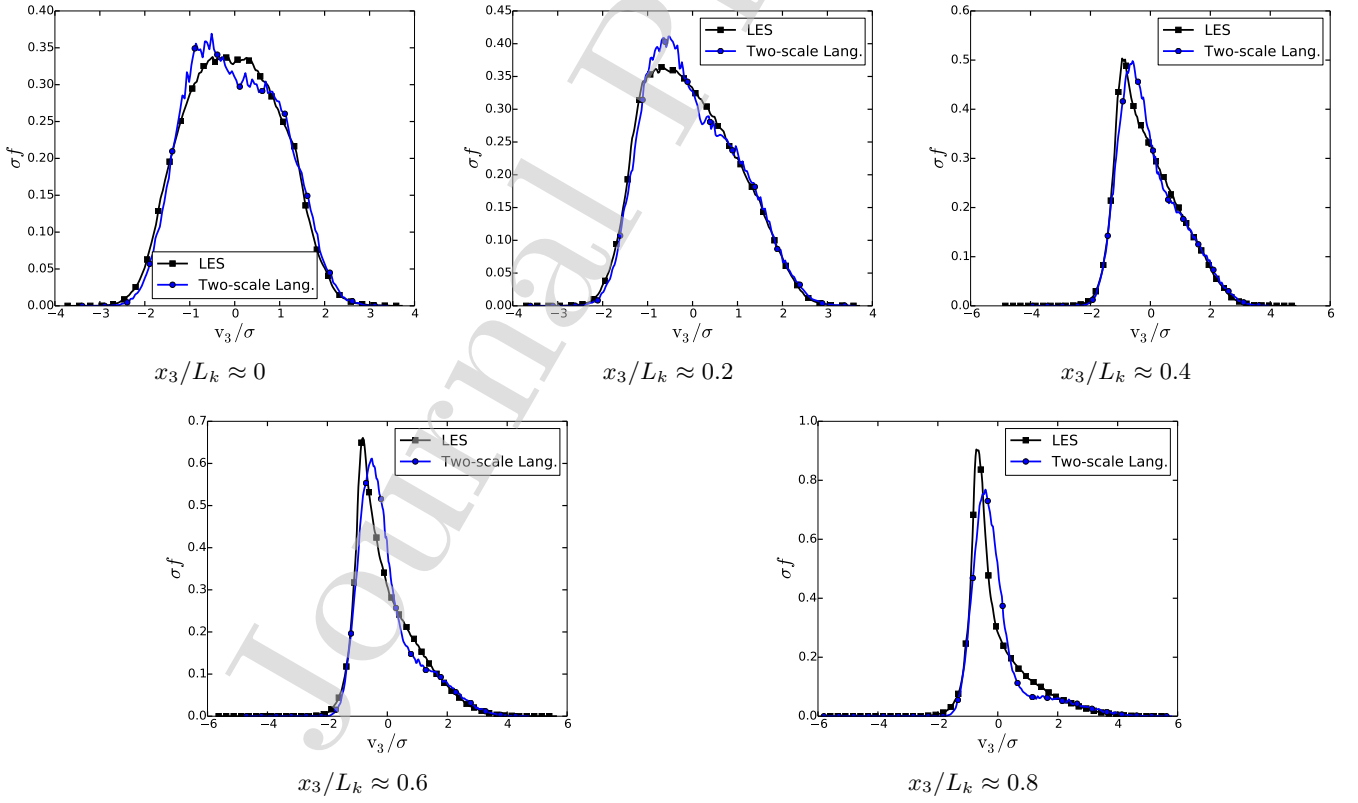 0.40
0.35
0.30
0.25
0.20
0.15
0.10
0.05
0.00
σf
−4 −3 −2 −1 0 1 2 3 4
v₃/σ
LES
Two-scale Lang.
x₃/Lₖ ≈ 0
0.45
0.40
0.35
0.30
0.25
0.20
0.15
0.10
0.05
0.00
σf
−4 −3 −2 −1 0 1 2 3 4
v₃/σ
LES
Two-scale Lang.
x₃/Lₖ ≈ 0.2
0.6
0.5
0.4
0.3
0.2
0.1
0.0
σf
−6 −4 −2 0 2 4 6
v₃/σ
LES
Two-scale Lang.
x₃/Lₖ ≈ 0.4
0.7
0.6
0.5
0.4
0.3
0.2
0.1
0.0
σf
−6 −4 −2 0 2 4 6
v₃/σ
LES
Two-scale Lang.
x₃/Lₖ ≈ 0.6
1.0
0.8
0.6
0.4
0.2
0.0
σf
−6 −4 −2 0 2 4 6
v₃/σ
LES
Two-scale Lang.
x₃/Lₖ ≈ 0.8
Journal